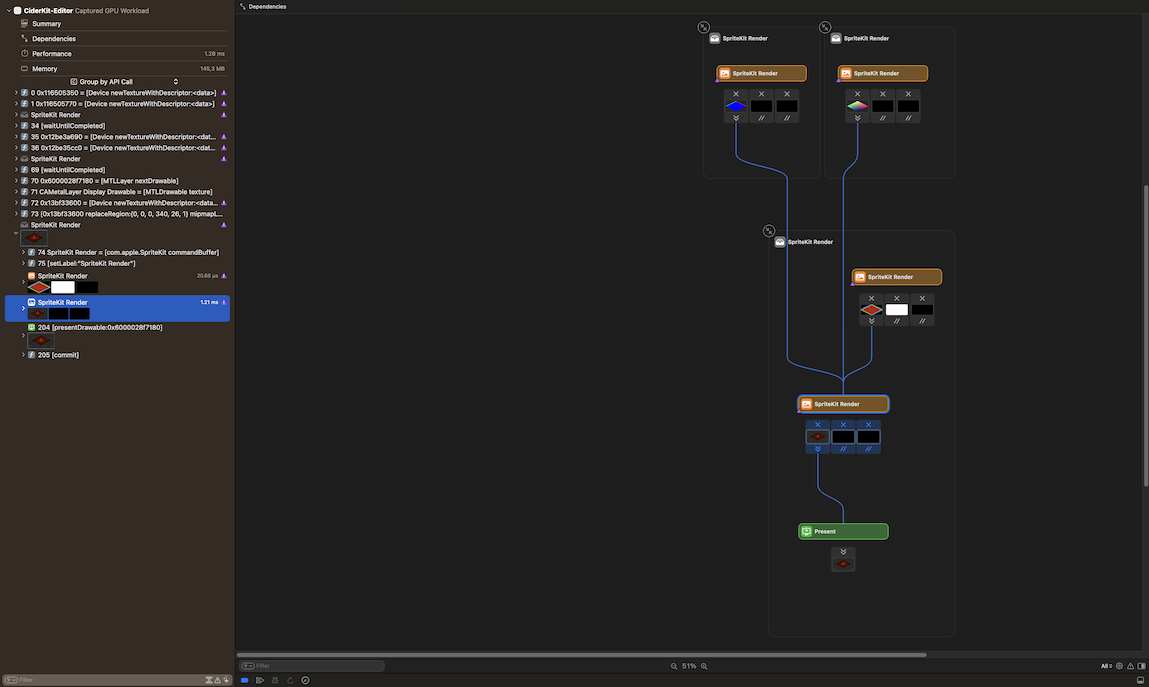 CiderKit-Editor Captured GPU Workload
Summary
Dependencies
Performance 1.28 ms
Memory 145,3 MB
Group by API Call
0 0x116505350 = [Device newTextureWithDescriptor:<data>]
1 0x116505770 = [Device newTextureWithDescriptor:<data>]
SpriteKit Render
34 [waitUntilCompleted]
35 0x12be3a690 = [Device newTextureWithDescriptor:<dat...
36 0x12be35cc0 = [Device newTextureWithDescriptor:<dat...
SpriteKit Render
69 [waitUntilCompleted]
70 0x6000028f7180 = [MTLLayer nextDrawable]
71 CAMetalLayer Display Drawable = [MTLDrawable texture]
72 0x13bf33600 = [Device newTextureWithDescriptor:<data...
73 [0x13bf33600 replaceRegion:{0, 0, 0, 340, 26, 1} mipmapL...
SpriteKit Render
74 SpriteKit Render = [com.apple.SpriteKit commandBuffer]
75 [setLabel:"SpriteKit Render"]
SpriteKit Render 20.65 µs
SpriteKit Render 1.21 ms
204 [presentDrawable:0x6000028f7180]
205 [commit]
Filter
Dependencies
SpriteKit Render
SpriteKit Render
SpriteKit Render
SpriteKit Render
SpriteKit Render
SpriteKit Render
SpriteKit Render
Present
Filter
51%
All